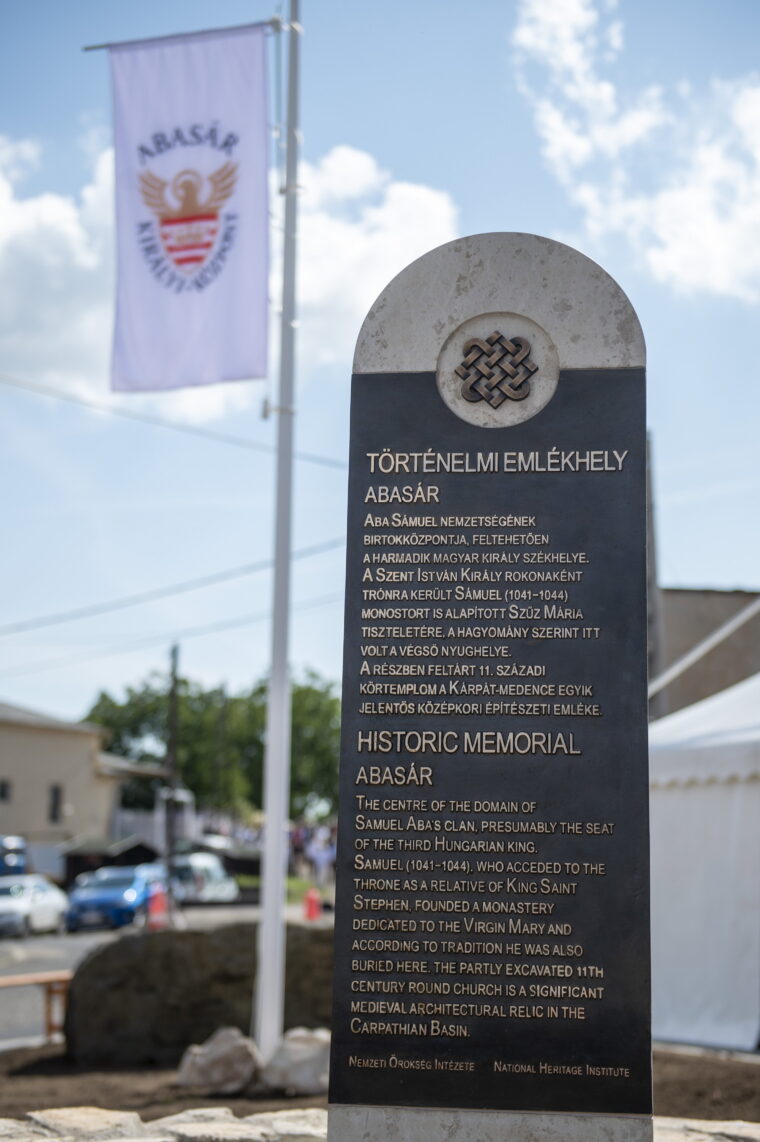 ABASÁR
KIRÁLYI-KÖZPONT
TÖRTÉNELMI EMLÉKHELY
ABASÁR
ABA SÁMUEL NEMZETSÉGÉNEK
BIRTOKKÖZPONTJA, FELTEHETŐEN
A HARMADIK MAGYAR KIRÁLY SZÉKHELYE.
A SZENT ISTVÁN KIRÁLY ROKONAKÉNT
TRÓNRA KERÜLT SÁMUEL (1041–1044)
MONOSTORT IS ALAPÍTOTT SZŰZ MÁRIA
TISZTELETÉRE, A HAGYOMÁNY SZERINT ITT
VOLT A VÉGSŐ NYUGHELYE.
A RÉSZBEN FELTÁRT 11. SZÁZADI
KÖRTEMPLOM A KÁRPÁT-MEDENCE EGYIK
JELENTŐS KÖZÉPKORI ÉPÍTÉSZETI EMLÉKE.
HISTORIC MEMORIAL
ABASÁR
THE CENTRE OF THE DOMAIN OF
SAMUEL ABA'S CLAN, PRESUMABLY THE SEAT
OF THE THIRD HUNGARIAN KING.
SAMUEL (1041–1044), WHO ACCEDED TO THE
THRONE AS A RELATIVE OF KING SAINT
STEPHEN, FOUNDED A MONASTERY
DEDICATED TO THE VIRGIN MARY AND
ACCORDING TO TRADITION HE WAS ALSO
BURIED HERE. THE PARTLY EXCAVATED 11TH
CENTURY ROUND CHURCH IS A SIGNIFICANT
MEDIEVAL ARCHITECTURAL RELIC IN THE
CARPATHIAN BASIN.
NEMZETI ÖRÖKSÉG INTÉZETE NATIONAL HERITAGE INSTITUTE